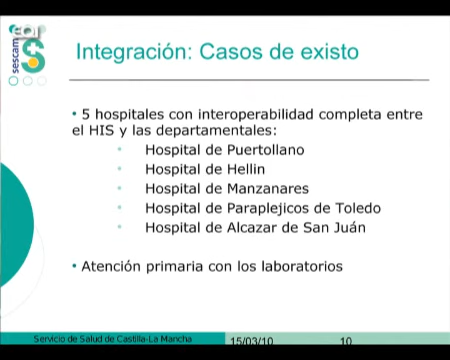 sescam
Integración: Casos de existo
• 5 hospitales con interoperabilidad completa entre
el HIS y las departamentales:
• Hospital de Puertollano
• Hospital de Hellin
• Hospital de Manzanares
• Hospital de Paraplejicos de Toledo
• Hospital de Alcazar de San Juán
• Atención primaria con los laboratorios
Servicio de Salud de Castilla-La Mancha
15/03/10
10